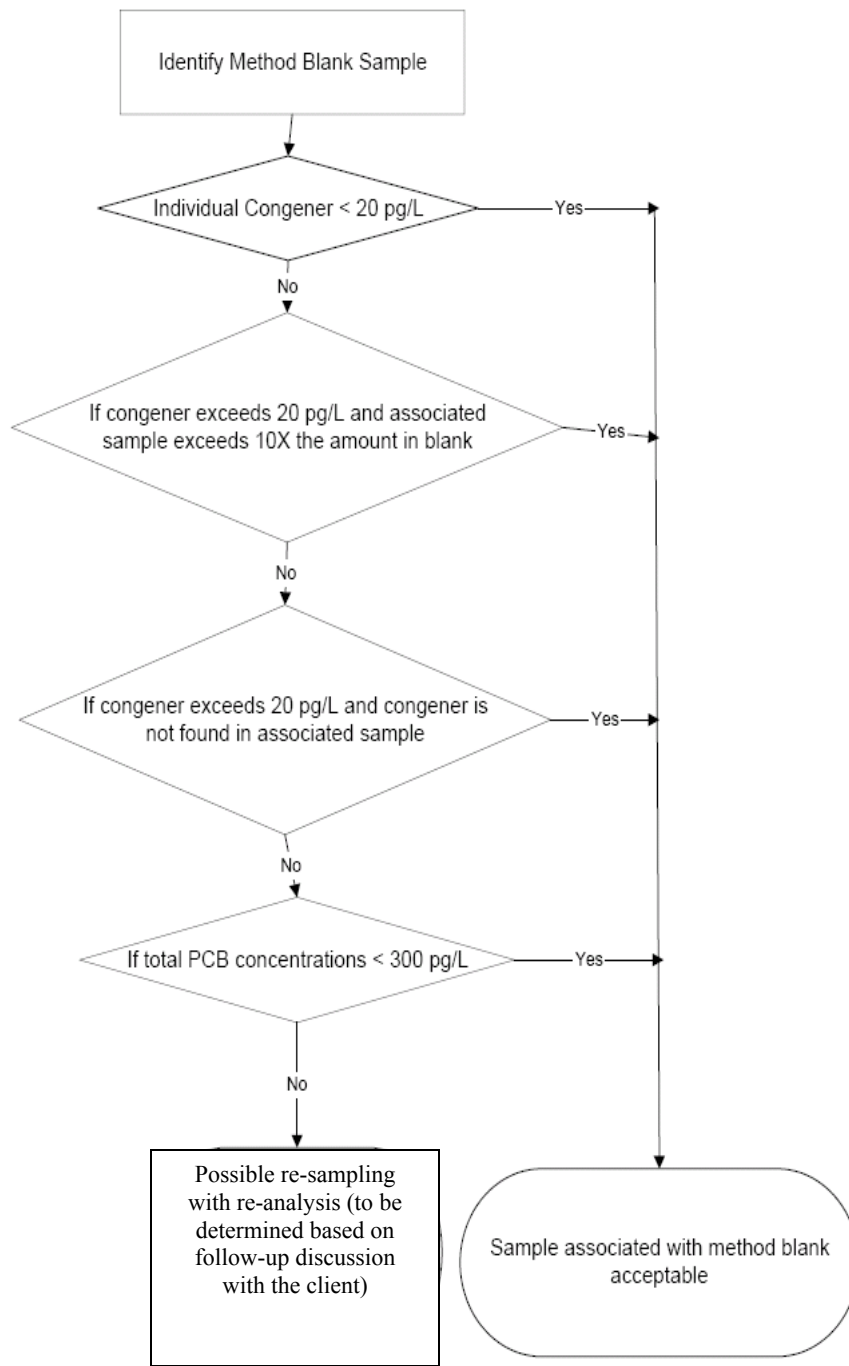 Identify Method Blank Sample
Individual Congener < 20 pg/L
Yes
No
If congener exceeds 20 pg/L and associated
sample exceeds 10X the amount in blank
Yes
No
If congener exceeds 20 pg/L and congener is
not found in associated sample
Yes
No
If total PCB concentrations < 300 pg/L
Yes
No
Possible re-sampling
with re-analysis (to be
determined based on
follow-up discussion
with the client)
Sample associated with method blank
acceptable